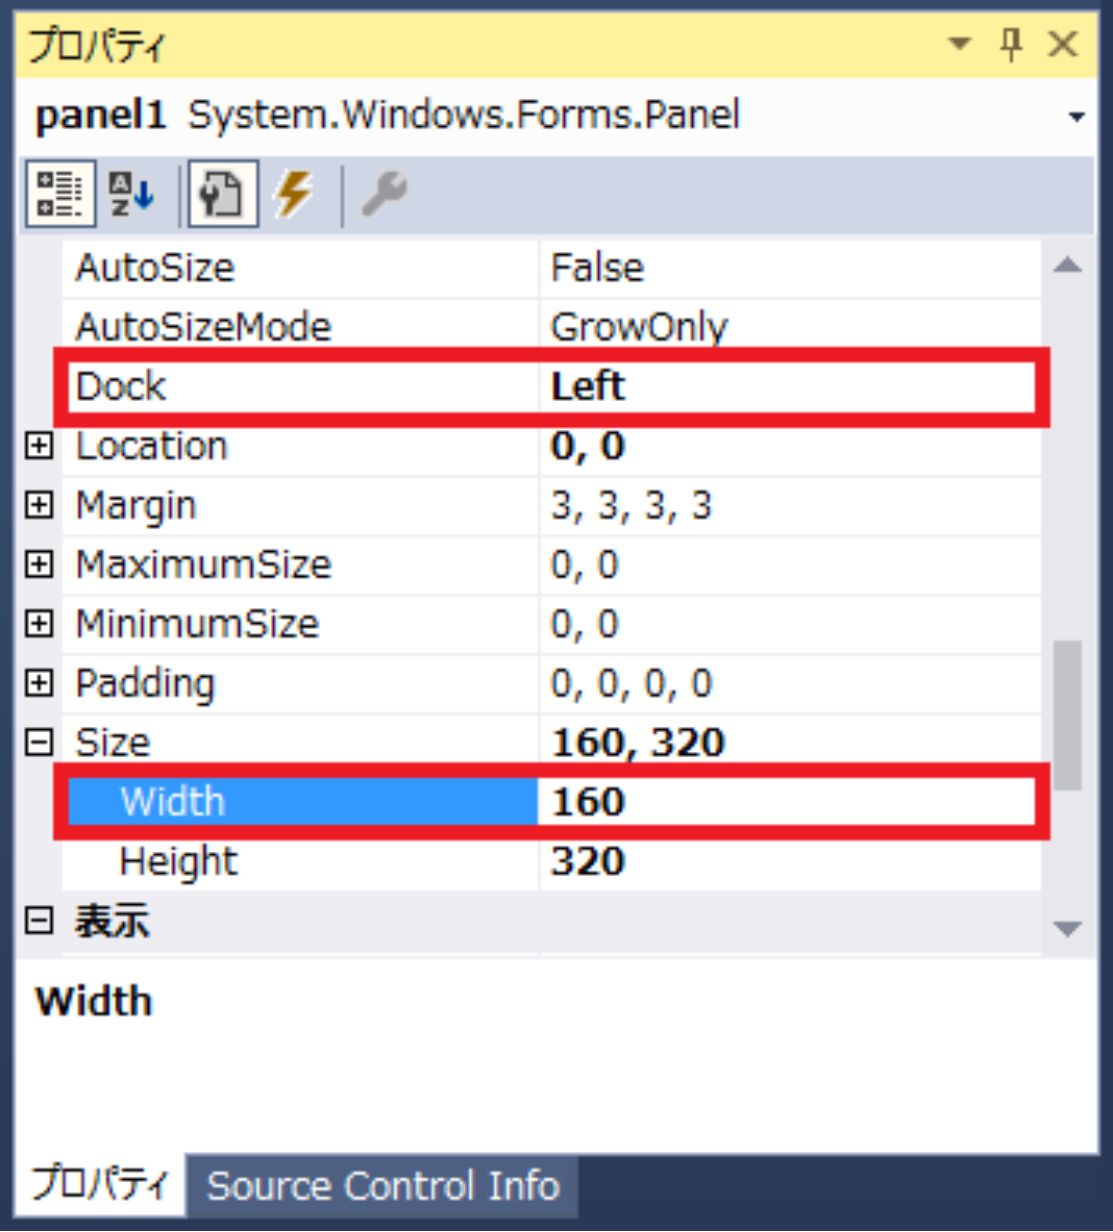 プロパティ
panel1 System.Windows.Forms.Panel
AutoSize False
AutoSizeMode GrowOnly
Dock Left
Location 0, 0
Margin 3, 3, 3, 3
MaximumSize 0, 0
MinimumSize 0, 0
Padding 0, 0, 0, 0
Size 160, 320
Width 160
Height 320
表示
Width
プロパティ Source Control Info